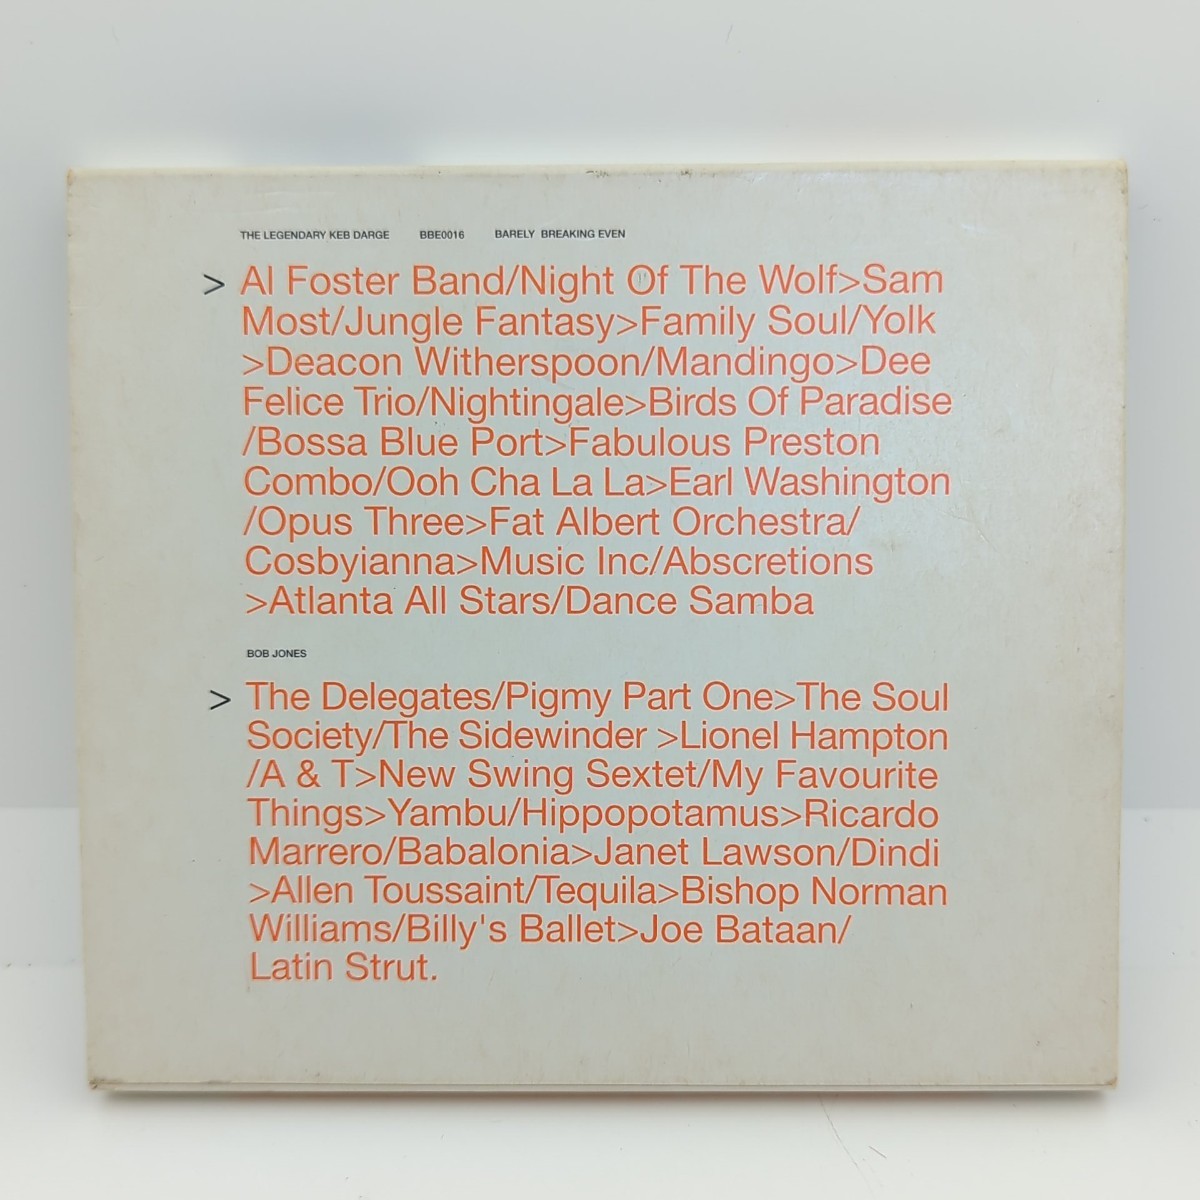 THE LEGENDARY KEB DARGE BBE0016 BARELY BREAKING EVEN
> Al Foster Band/Night Of The Wolf>Sam
Most/Jungle Fantasy>Family Soul/Yolk
>Deacon Witherspoon/Mandingo>Dee
Felice Trio/Nightingale>Birds Of Paradise
/Bossa Blue Port>Fabulous Preston
Combo/Ooh Cha La La>Earl Washington
/Opus Three>Fat Albert Orchestra/
Cosbyianna>Music Inc/Abscretions
>Atlanta All Stars/Dance Samba
BOB JONES
> The Delegates/Pigmy Part One>The Soul
Society/The Sidewinder >Lionel Hampton
/A & T>New Swing Sextet/My Favourite
Things>Yambu/Hippopotamus>Ricardo
Marrero/Babalonia>Janet Lawson/Dindi
>Allen Toussaint/Tequila>Bishop Norman
Williams/Billy's Ballet>Joe Bataan/
Latin Strut.